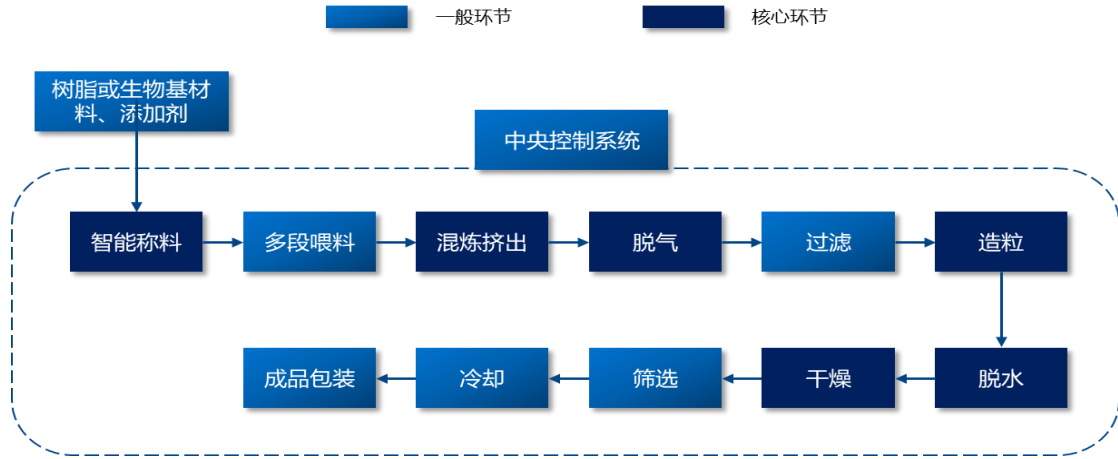 一般环节
核心环节
树脂或生物基材
料、添加剂
中央控制系统
智能称料
多段喂料
混炼挤出
脱气
过滤
造粒
成品包装
冷却
筛选
干燥
脱水